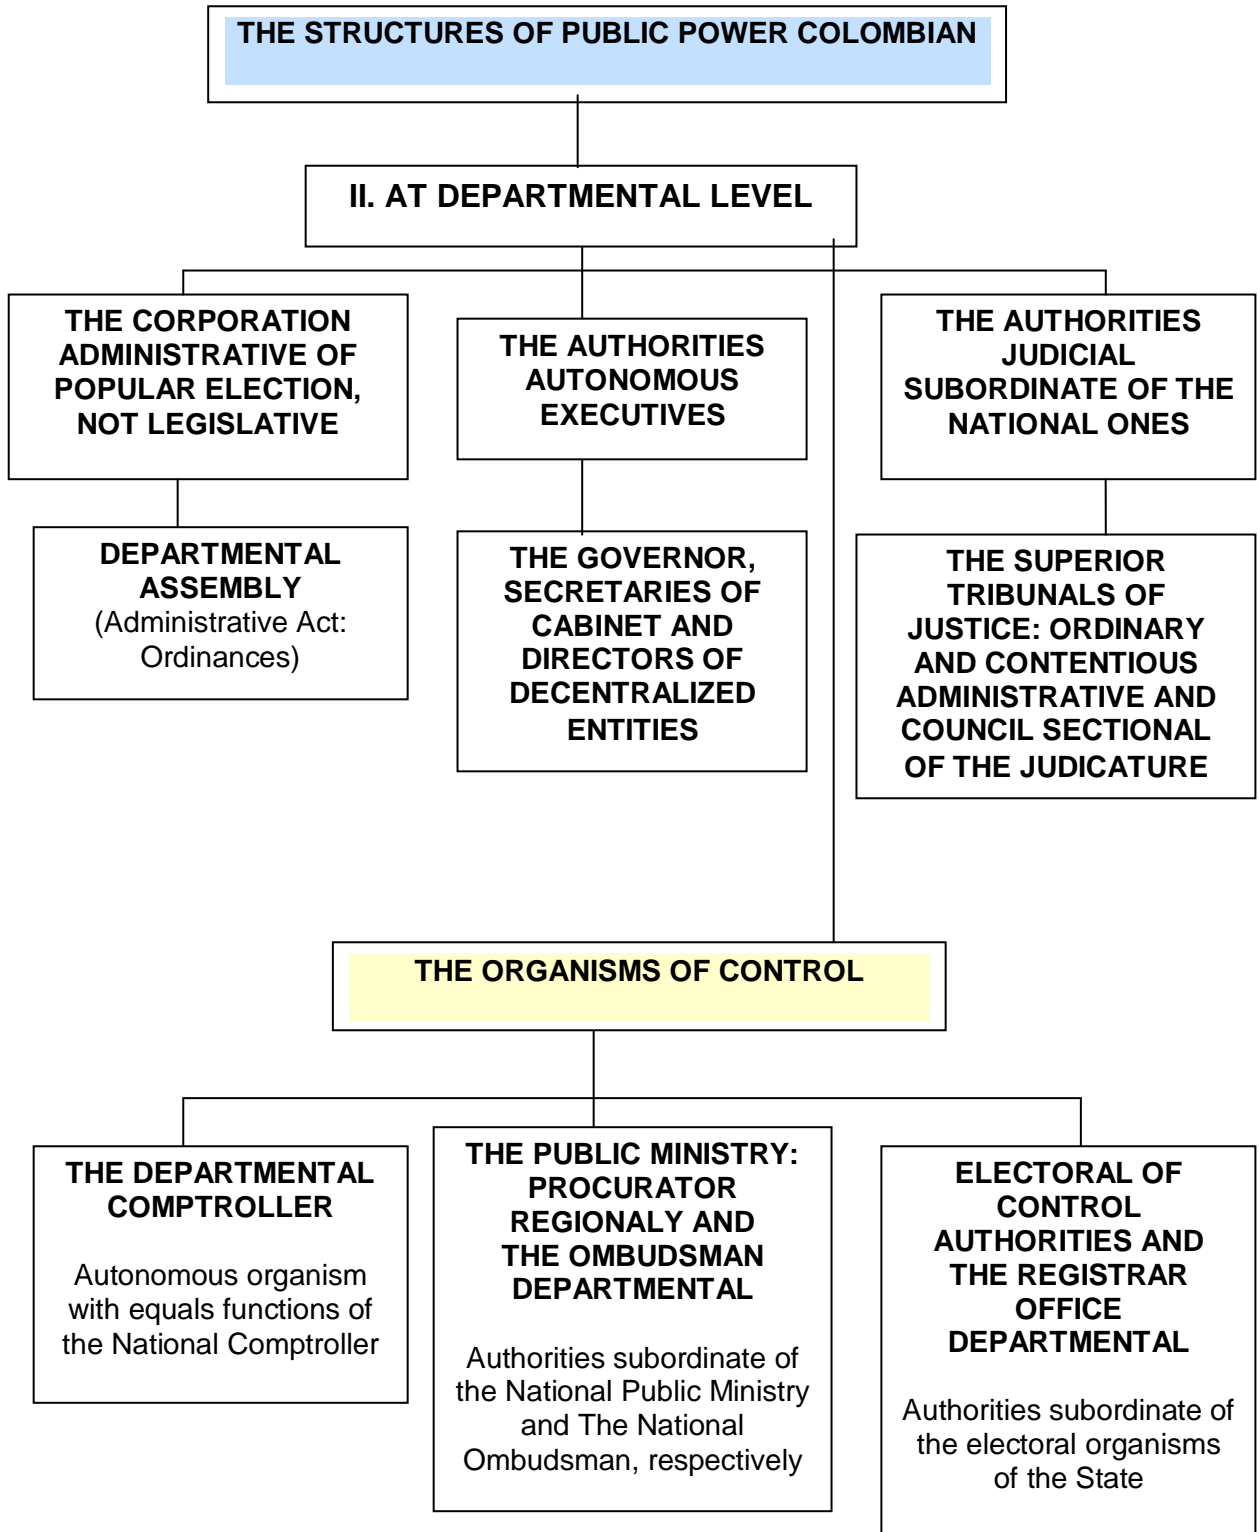 THE STRUCTURES OF PUBLIC POWER COLOMBIAN
II. AT DEPARTMENTAL LEVEL
THE CORPORATION
ADMINISTRATIVE OF
POPULAR ELECTION,
NOT LEGISLATIVE
THE AUTHORITIES
AUTONOMOUS
EXECUTIVES
THE AUTHORITIES
JUDICIAL
SUBORDINATE OF THE
NATIONAL ONES
DEPARTMENTAL
ASSEMBLY
(Administrative Act:
Ordinances)
THE GOVERNOR,
SECRETARIES OF
CABINET AND
DIRECTORS OF
DECENTRALIZED
ENTITIES
THE SUPERIOR
TRIBUNALS OF
JUSTICE: ORDINARY
AND CONTENTIOUS
ADMINISTRATIVE AND
COUNCIL SECTIONAL
OF THE JUDICATURE
THE ORGANISMS OF CONTROL
THE DEPARTMENTAL
COMPTROLLER
Autonomous organism
with equals functions of
the National Comptroller
THE PUBLIC MINISTRY:
PROCURATOR
REGIONALY AND
THE OMBUDSMAN
DEPARTMENTAL
Authorities subordinate of
the National Public Ministry
and The National
Ombudsman, respectively
ELECTORAL OF
CONTROL
AUTHORITIES AND
THE REGISTRAR
OFFICE
DEPARTMENTAL
Authorities subordinate of
the electoral organisms
of the State